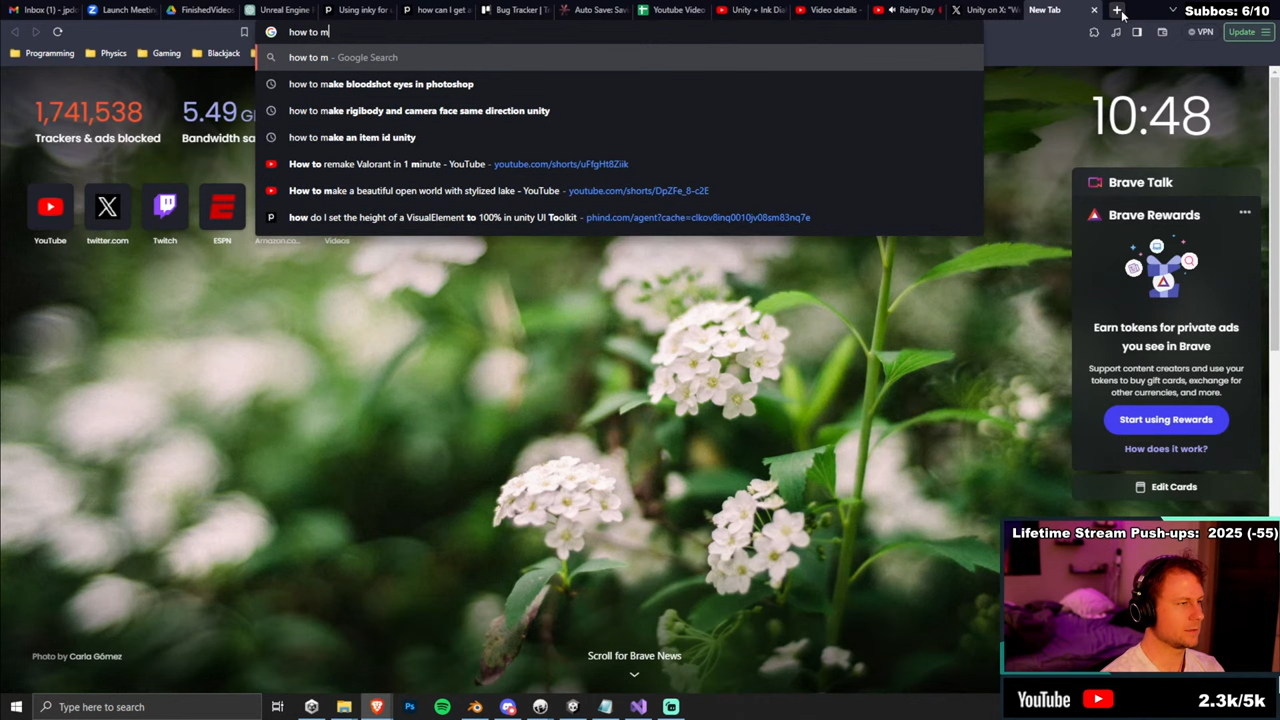 Inbox (1) - jpdo
Launch Meetin
FinishedVideos
Unreal Engine
Using inky for
how can I get a
Bug Tracker | T
Auto Save: Sav
Youtube Video
Unity + Ink Dia
Video details -
Rainy Day
Unity on X: "W
New Tab
Subbos: 6/10
how to m
VPN
Update
Programming
Physics
Gaming
Blackjack
how to m - Google Search
how to make bloodshot eyes in photoshop
how to make rigibody and camera face same direction unity
how to make an item id unity
How to remake Valorant in 1 minute - YouTube - youtube.com/shorts/uFfgHt8Ziik
How to make a beautiful open world with stylized lake - YouTube - youtube.com/shorts/DpZFe_8-c2E
how do I set the height of a VisualElement to 100% in unity UI Toolkit - phind.com/agent?cache=clkov8inq0010jv08sm83nq7e
1,741,538
Trackers & ads blocked
5.49
Bandwidth sa
10:48
YouTube
twitter.com
Twitch
ESPN
Amazon.co...
Videos
Brave Talk
Brave Rewards
Earn tokens for private ads
you see in Brave
Support content creators and use your
tokens to buy gift cards, exchange for
other currencies, and more.
Start using Rewards
How does it work?
Edit Cards
Lifetime Stream Push-ups: 2025 (-55)
Photo by Carla Gómez
Scroll for Brave News
Type here to search
YouTube
2.3k/5k